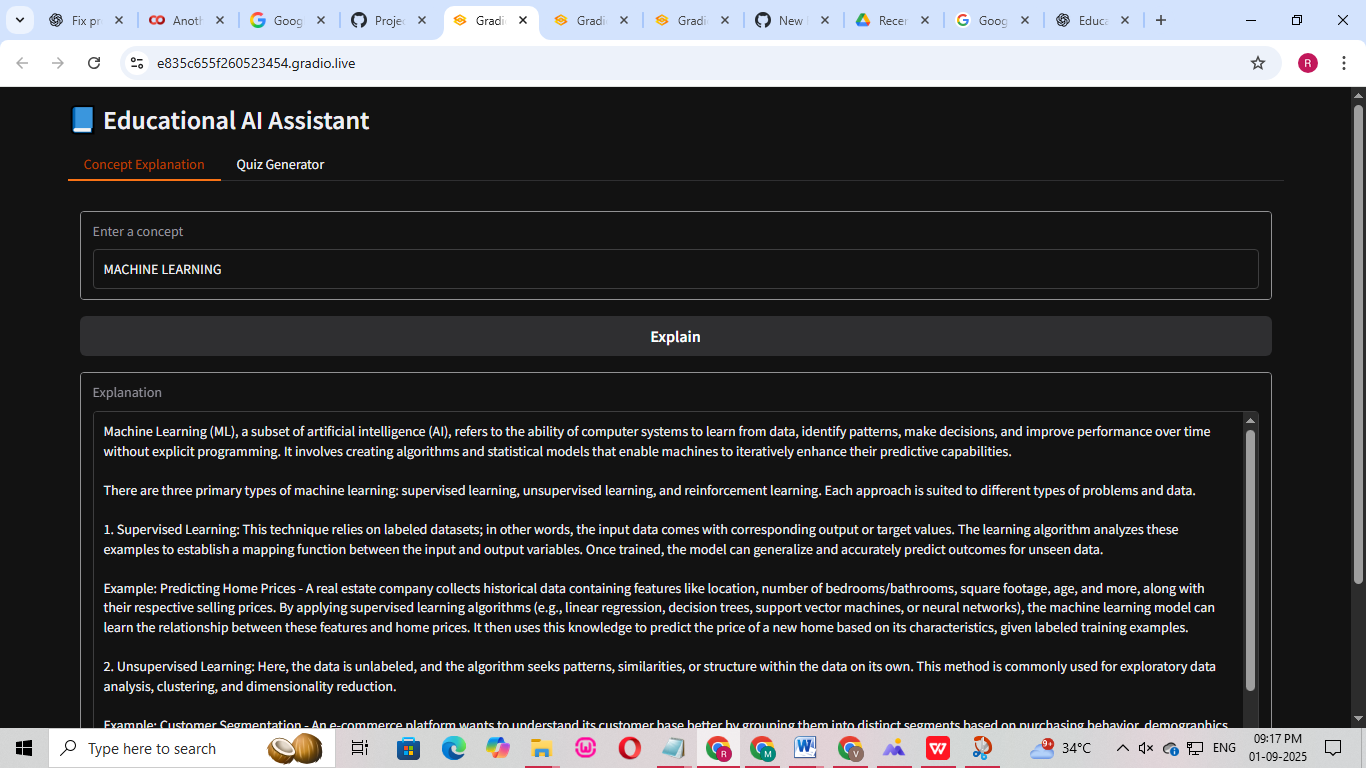 Fix pr
Anoth
Goog
Projec
Gradio
Gradio
Gradio
New
Recen
Goog
Educa
e835c655f260523454.gradio.live
R
Educational AI Assistant
Concept Explanation
Quiz Generator
Enter a concept
MACHINE LEARNING
Explain
Explanation
Machine Learning (ML), a subset of artificial intelligence (AI), refers to the ability of computer systems to learn from data, identify patterns, make decisions, and improve performance over time
without explicit programming. It involves creating algorithms and statistical models that enable machines to iteratively enhance their predictive capabilities.
There are three primary types of machine learning: supervised learning, unsupervised learning, and reinforcement learning. Each approach is suited to different types of problems and data.
1. Supervised Learning: This technique relies on labeled datasets; in other words, the input data comes with corresponding output or target values. The learning algorithm analyzes these
examples to establish a mapping function between the input and output variables. Once trained, the model can generalize and accurately predict outcomes for unseen data.
Example: Predicting Home Prices - A real estate company collects historical data containing features like location, number of bedrooms/bathrooms, square footage, age, and more, along with
their respective selling prices. By applying supervised learning algorithms (e.g., linear regression, decision trees, support vector machines, or neural networks), the machine learning model can
learn the relationship between these features and home prices. It then uses this knowledge to predict the price of a new home based on its characteristics, given labeled training examples.
2. Unsupervised Learning: Here, the data is unlabeled, and the algorithm seeks patterns, similarities, or structure within the data on its own. This method is commonly used for exploratory data
analysis, clustering, and dimensionality reduction.
Example: Customer Segmentation - An e-commerce platform wants to understand its customer base better by grouping them into distinct segments based on purchasing behavior, demographics
Type here to search
34°C
ENG
09:17 PM
01-09-2025